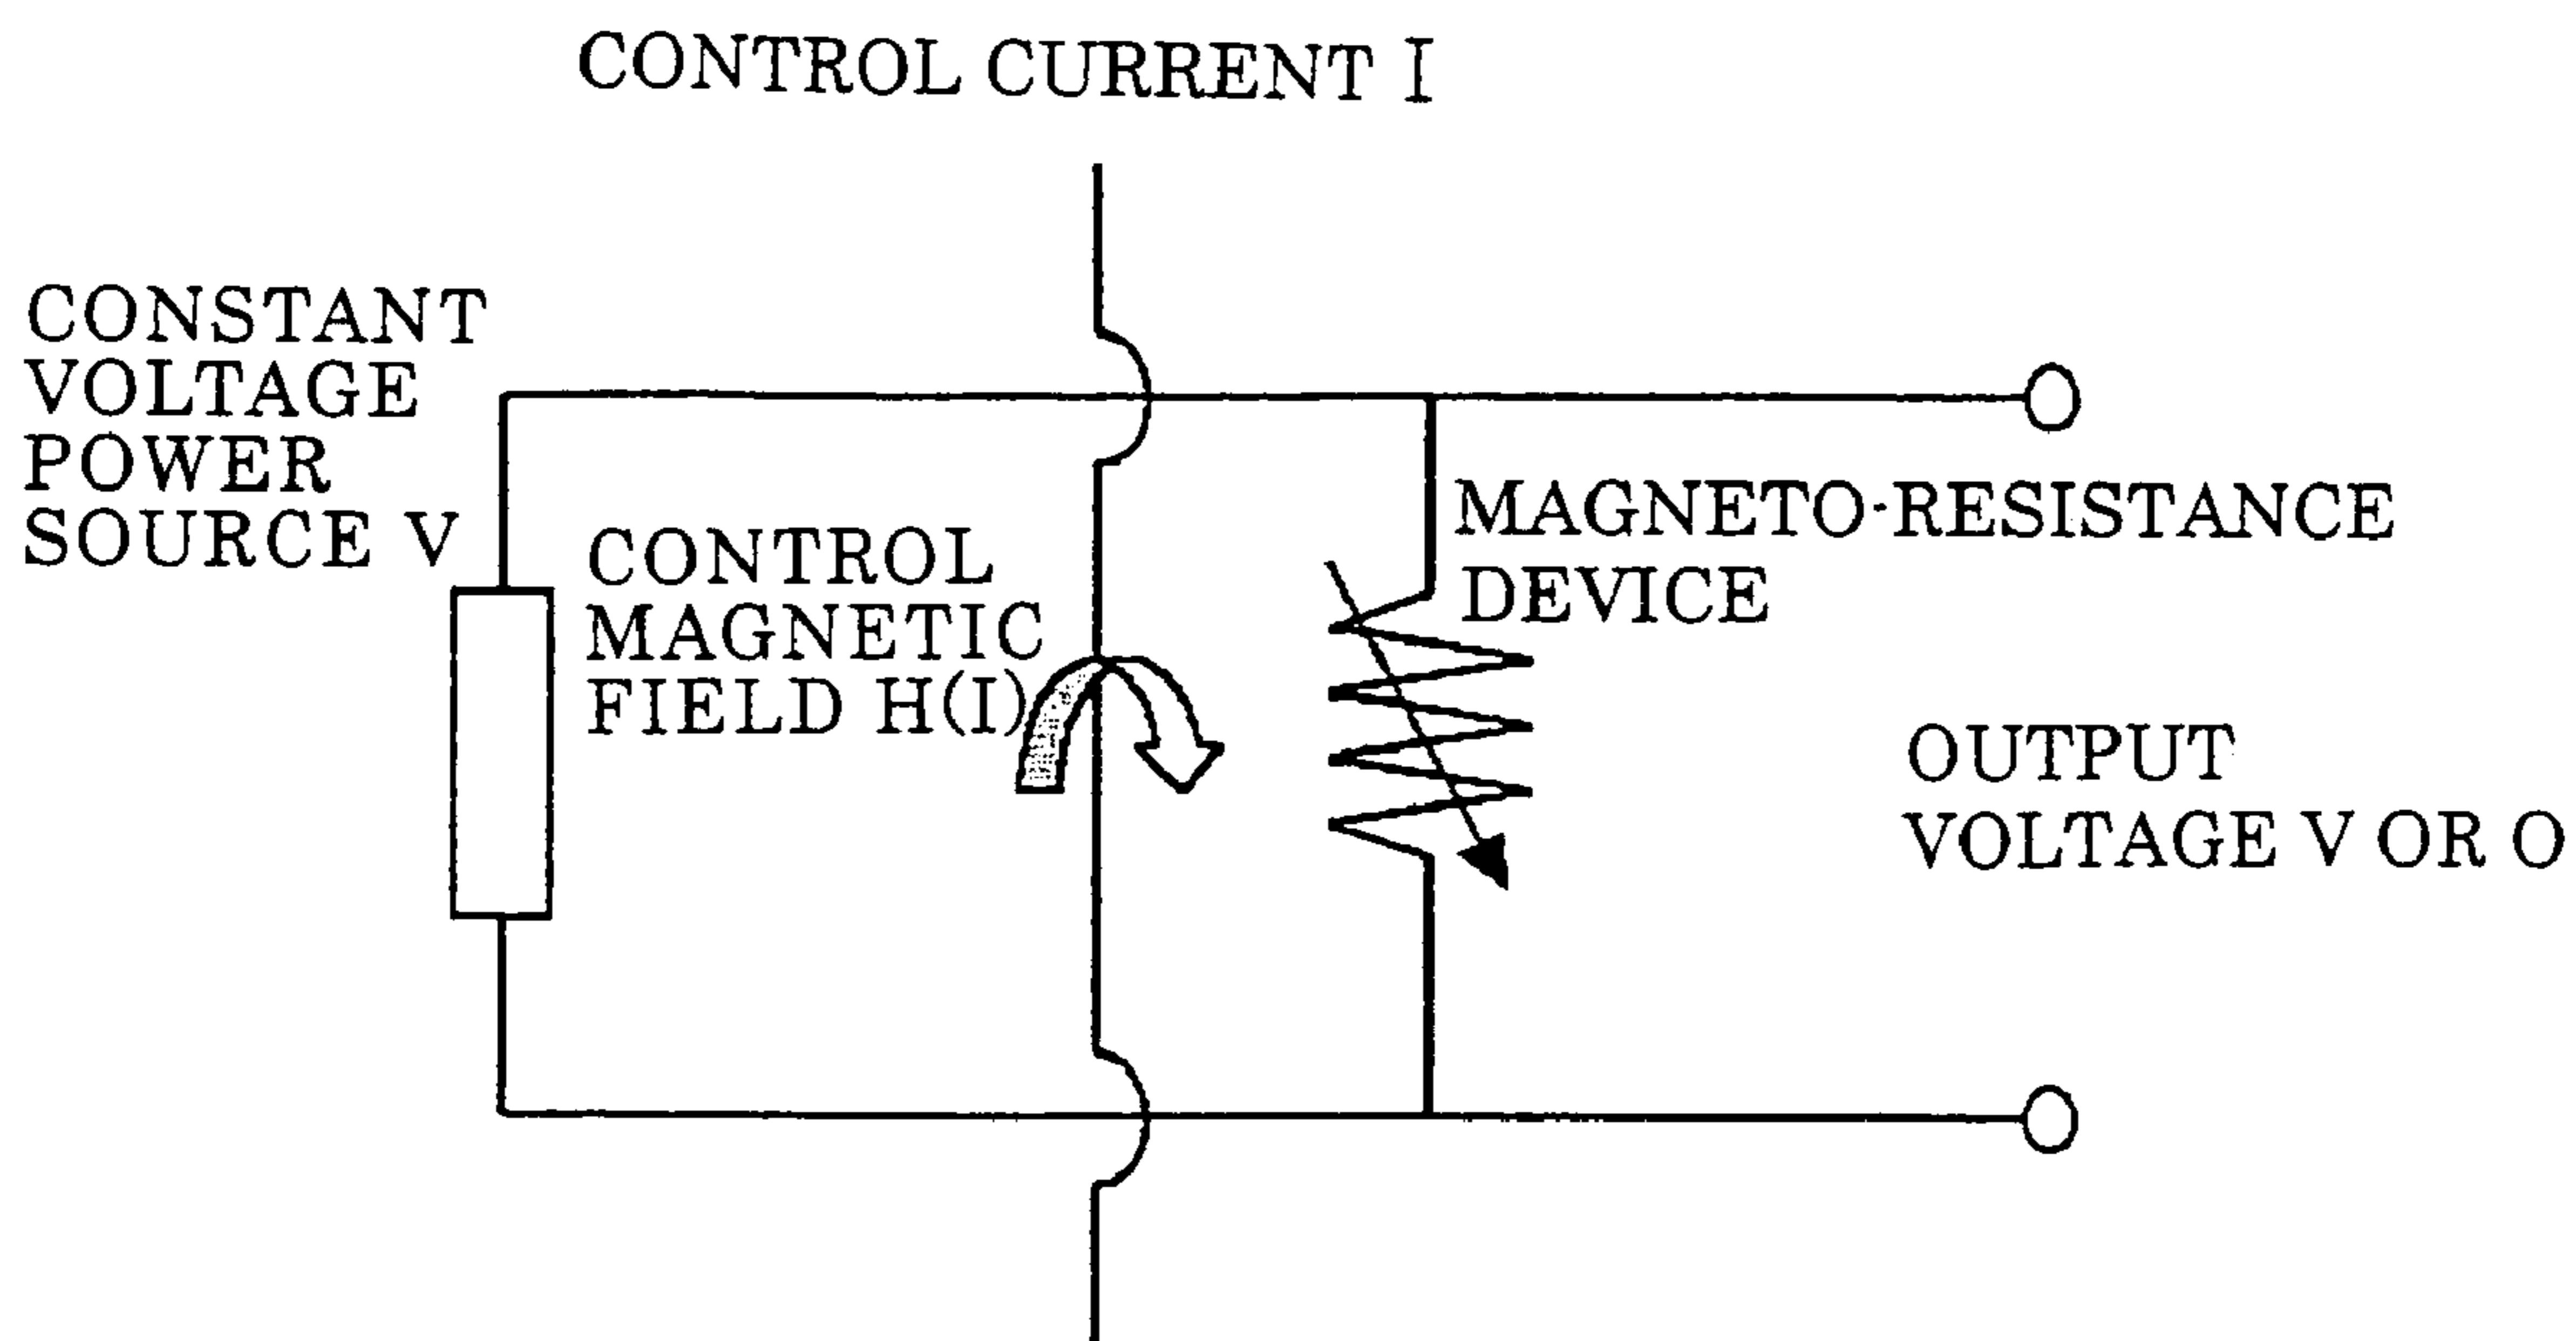 CONTROL CURRENT I
CONSTANT
VOLTAGE
POWER
SOURCE V
CONTROL
MAGNETIC
FIELD H(I)
MAGNETO-RESISTANCE
DEVICE
OUTPUT
VOLTAGE V OR O